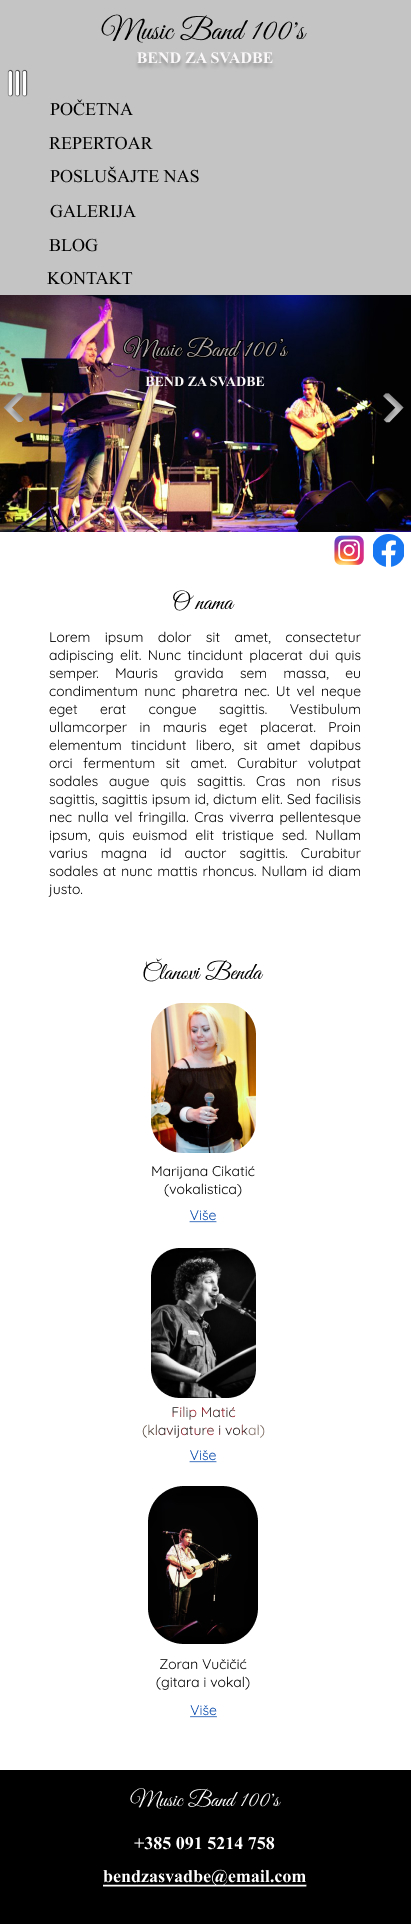 Music Band 100's
BEND ZA SVADBE
POČETNA
REPERTOAR
POSLUŠAJTE NAS
GALERIJA
BLOG
KONTAKT
Music Band 100's
BEND ZA SVADBE
O nama
Lorem ipsum dolor sit amet, consectetur
adipiscing elit. Nunc tincidunt placerat dui quis
semper. Mauris gravida sem massa, eu
condimentum nunc pharetra nec. Ut vel neque
eget erat congue sagittis. Vestibulum
ullamcorper in mauris eget placerat. Proin
elementum tincidunt libero, sit amet dapibus
orci fermentum sit amet. Curabitur volutpat
sodales augue quis sagittis. Cras non risus
sagittis, sagittis ipsum id, dictum elit. Sed facilisis
nec nulla vel fringilla. Cras viverra pellentesque
ipsum, quis euismod elit tristique sed. Nullam
varius magna id auctor sagittis. Curabitur
sodales at nunc mattis rhoncus. Nullam id diam
justo.
Članovi Benda
Marijana Cikatić
(vokalistica)
Više
Filip Matić
(klavijature i vokal)
Više
Zoran Vučičić
(gitara i vokal)
Više
Music Band 100's
+385 091 5214 758
bendzasvadbe@email.com